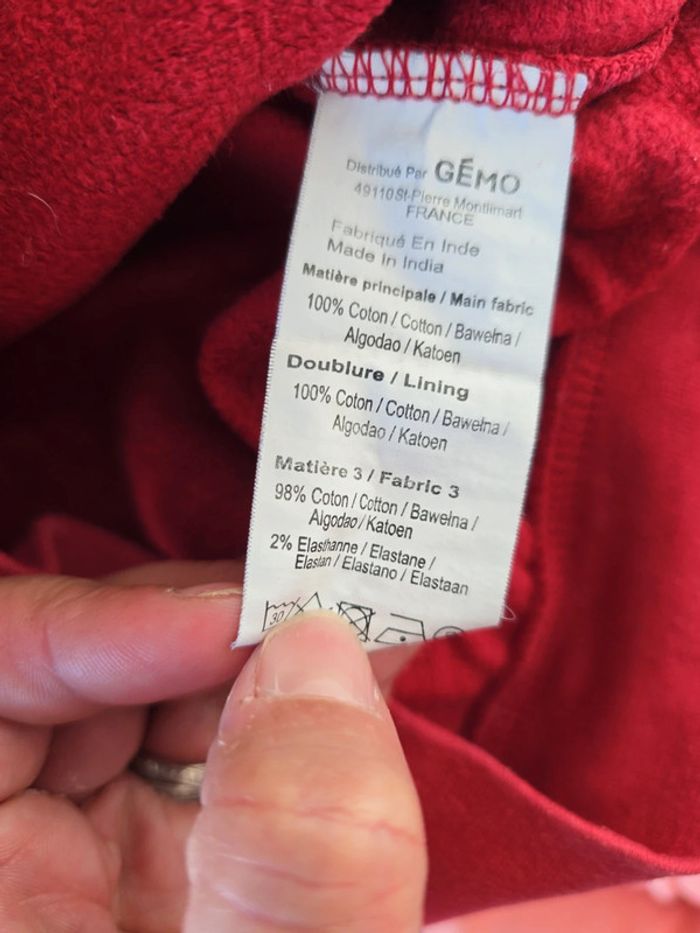 Distribué Par GÉMO
49110 St-Pierre Montlimart
FRANCE
Fabriqué En Inde
Made In India
Matière principale / Main fabric
100% Coton / Cotton / Bawełna /
Algodao / Katoen
Doublure / Lining
100% Coton / Cotton / Bawełna /
Algodao / Katoen
Matière 3 / Fabric 3
98% Coton / Cotton / Bawełna /
Algodao / Katoen
2% Elasthanne / Elastane /
Elastan / Elastano / Elastaan
30